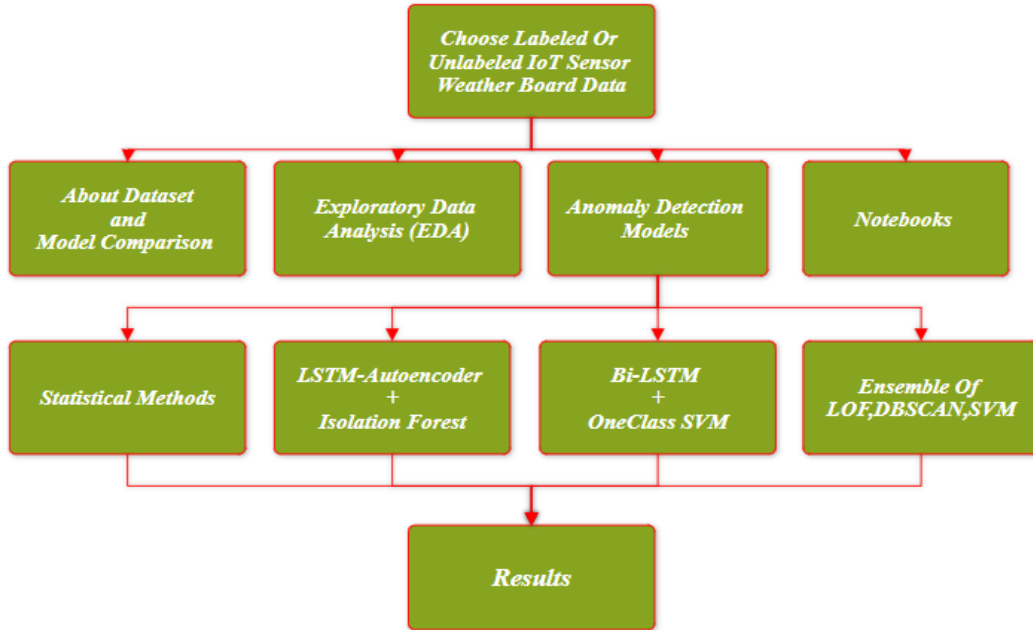 Choose Labeled Or
Unlabeled IoT Sensor
Weather Board Data
About Dataset
and
Model Comparison
Exploratory Data
Analysis (EDA)
Anomaly Detection
Models
Notebooks
Statistical Methods
LSTM-Autoencoder
+
Isolation Forest
Bi-LSTM
+
OneClass SVM
Ensemble Of
LOF,DBSCAN,SVM
Results